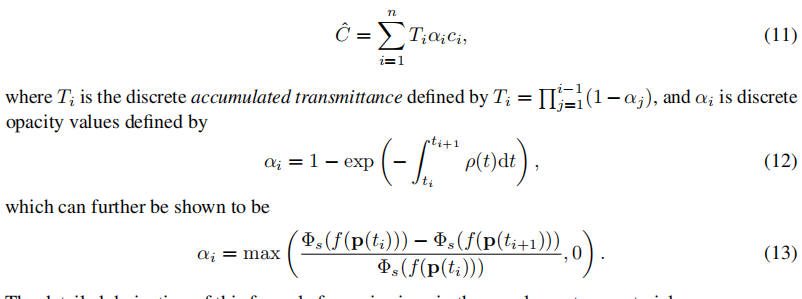 Ĉ = ∑_{i=1}^{n} T_i α_i c_i, (11)
where T_i is the discrete accumulated transmittance defined by T_i = ∏_{j=1}^{i−1}(1−α_j), and α_i is discrete
opacity values defined by
α_i = 1 − exp ( − ∫_{t_i}^{t_{i+1}} ρ(t)dt ) , (12)
which can further be shown to be
α_i = max ( (Φ_s(f(p(t_i))) − Φ_s(f(p(t_{i+1})))) / Φ_s(f(p(t_i))) , 0 ) . (13)